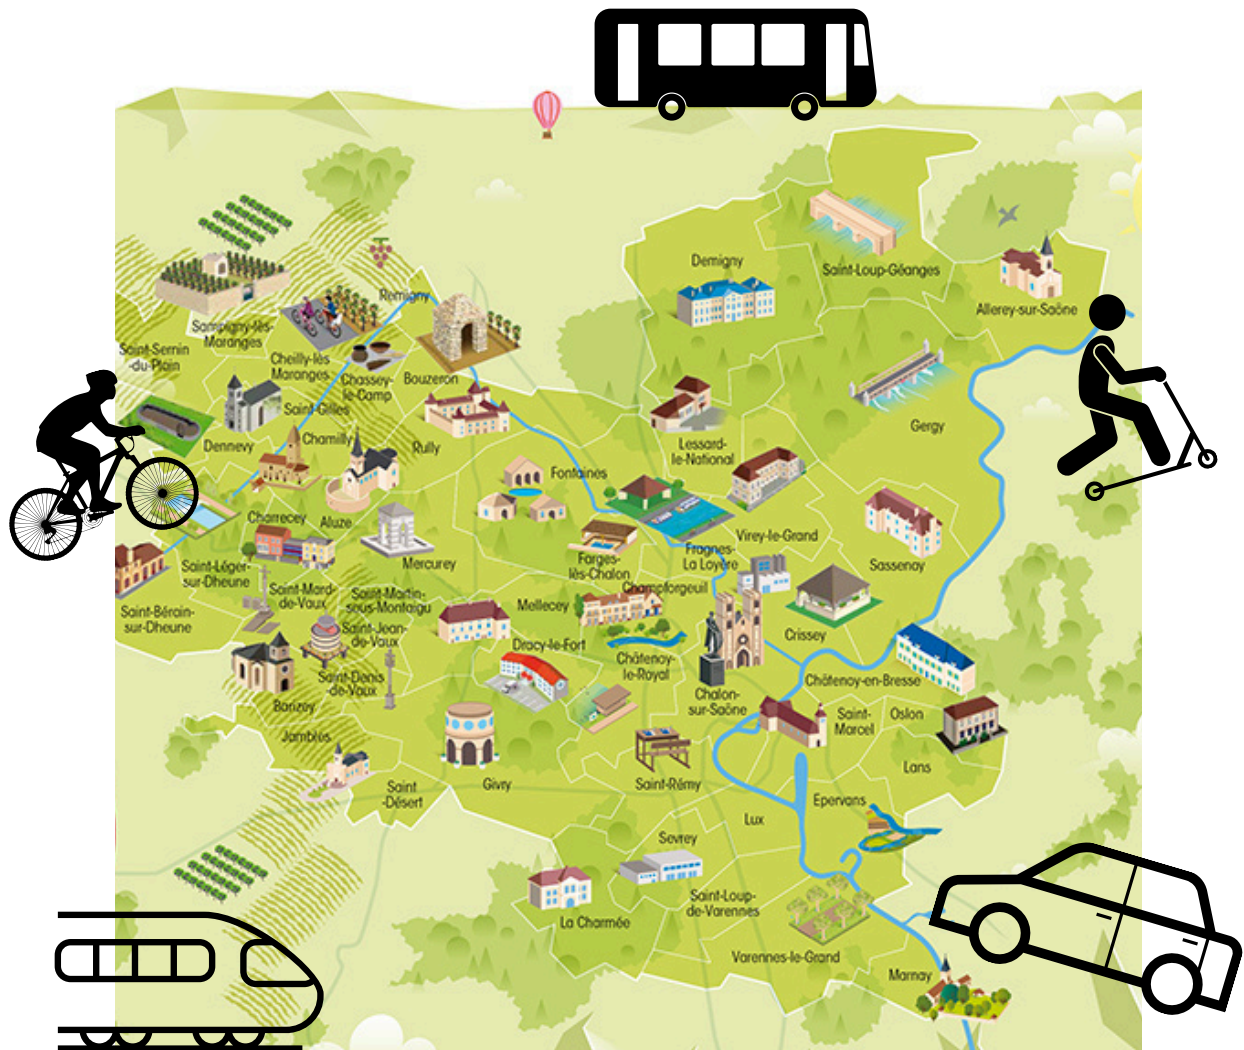 Demigny
Saint-Loup-Géanges
Allerey-sur-Saône
Remigny
Sampigny-lès-
Maranges
Saint-Sernin
-du-Plain
Cheilly-lès
Maranges
Chassey-
le-Camp
Bouzeron
Saint-Gilles
Dennevy
Chamilly
Rully
Gergy
Lessard-
le-National
Fontaines
Charrecey
Aluze
Mercurey
Farges-
lès-Chalon
Fragnes-
La Loyère
Virey-le-Grand
Sassenay
Saint-Léger-
sur-Dheune
Saint-Mard-
de-Vaux
Saint-Martin-
sous-Montaigu
Mellecey
Champforgeuil
Saint-Bérain-
sur-Dheune
Saint-Jean-
de-Vaux
Dracy-le-Fort
Crissey
Saint-Denis
-de-Vaux
Châtenoy-
le-Royal
Châtenoy-en-Bresse
Barizey
Chalon-
sur-Saône
Saint-
Marcel
Oslon
Jambles
Lans
Saint
-Désert
Givry
Saint-Rémy
Epervans
Lux
Sevrey
Saint-Loup-
de-Varennes
La Charmée
Varennes-le-Grand
Marnay